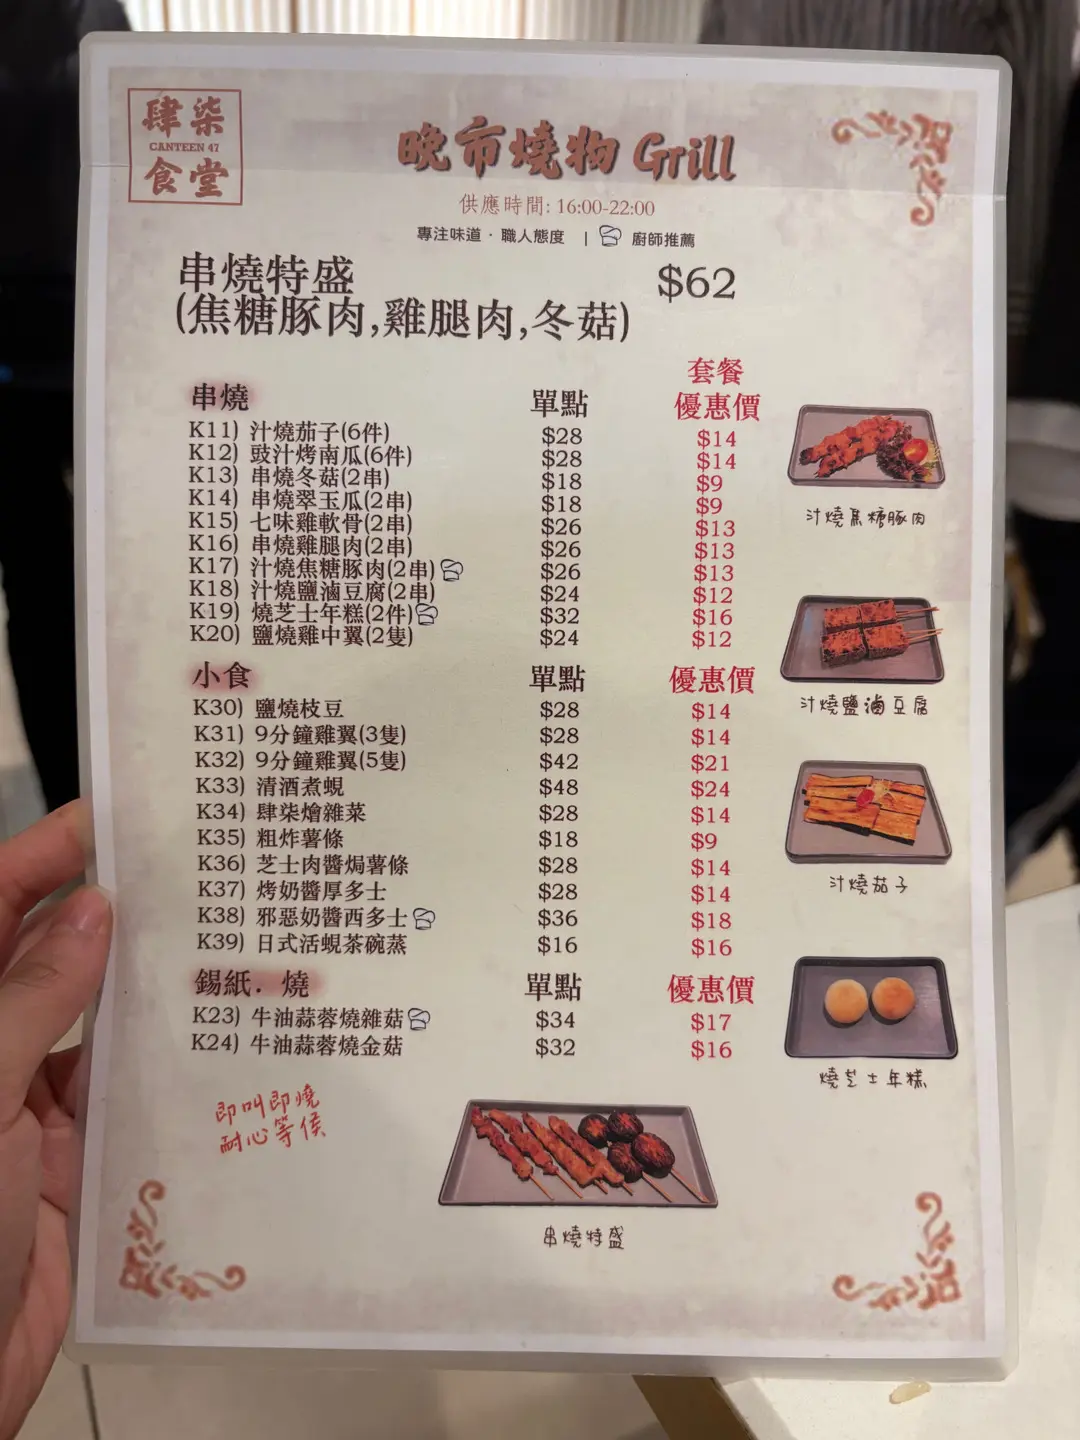 肆柒
CANTEEN 47
食堂
晚市燒物 Grill
供應時間: 16:00-22:00
專注味道 · 職人態度 | 廚師推薦
串燒特盛 $62
(焦糖豚肉,雞腿肉,冬菇)
套餐
串燒 單點 優惠價
K11) 汁燒茄子(6件) $28 $14
K12) 豉汁烤南瓜(6件) $28 $14
K13) 串燒冬菇(2串) $18 $9
K14) 串燒翠玉瓜(2串) $18 $9
K15) 七味雞軟骨(2串) $26 $13
K16) 串燒雞腿肉(2串) $26 $13
K17) 汁燒焦糖豚肉(2串) $26 $13
K18) 汁燒鹽滷豆腐(2串) $24 $12
K19) 燒芝士年糕(2件) $32 $16
K20) 鹽燒雞中翼(2隻) $24 $12
汁燒焦糖豚肉
汁燒鹽滷豆腐
小食 單點 優惠價
K30) 鹽燒枝豆 $28 $14
K31) 9分鐘雞翼(3隻) $28 $14
K32) 9分鐘雞翼(5隻) $42 $21
K33) 清酒煮蜆 $48 $24
K34) 肆柒燴雜菜 $28 $14
K35) 粗炸薯條 $18 $9
K36) 芝士肉醬焗薯條 $28 $14
K37) 烤奶醬厚多士 $28 $14
K38) 邪惡奶醬西多士 $36 $18
K39) 日式活蜆茶碗蒸 $16 $16
汁燒茄子
錫紙．燒 單點 優惠價
K23) 牛油蒜蓉燒雜菇 $34 $17
K24) 牛油蒜蓉燒金菇 $32 $16
燒芝士年糕
即叫即燒
耐心等候
串燒特盛